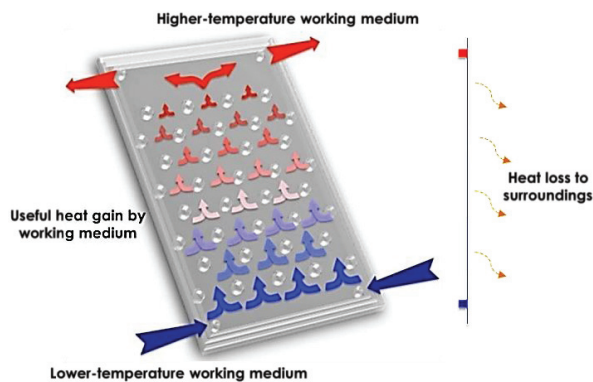 Higher-temperature working medium
Useful heat gain by
working medium
Heat loss to
surroundings
Lower-temperature working medium